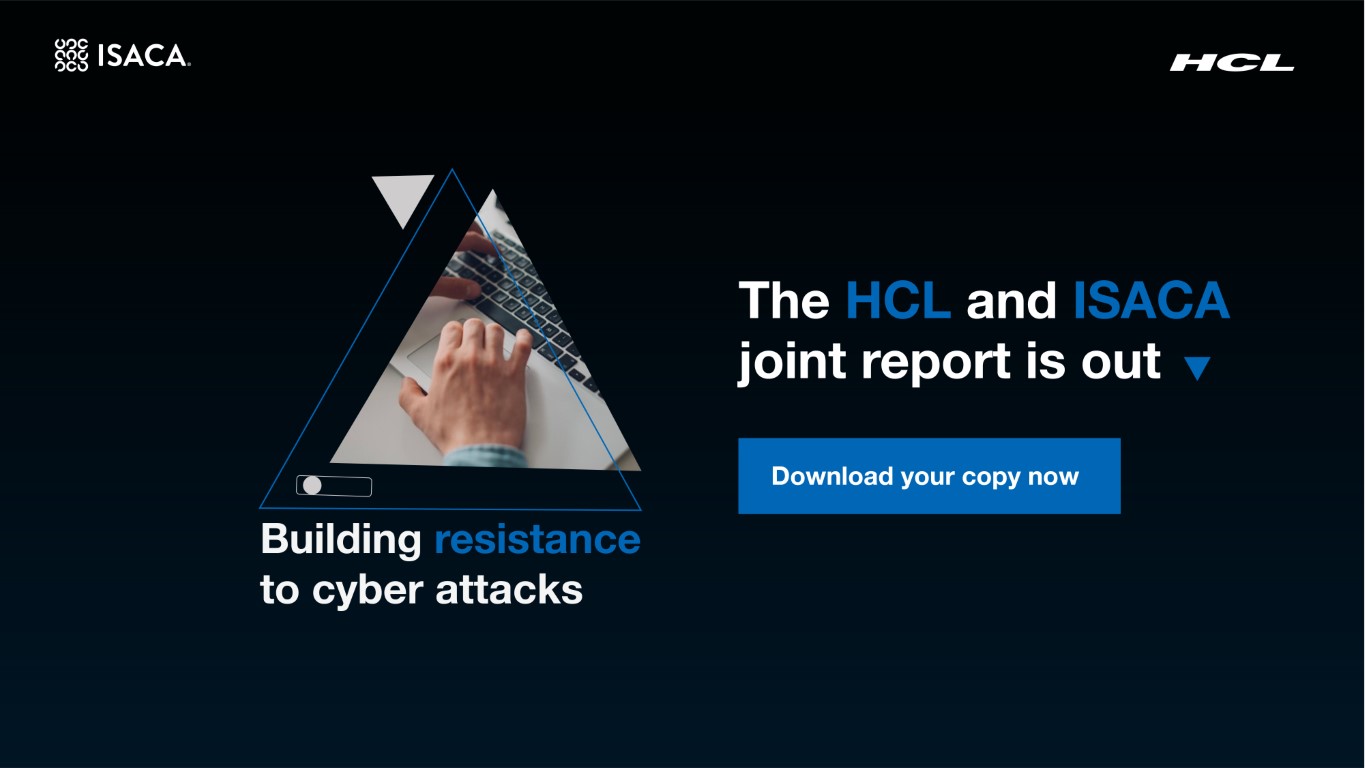 ISACA
HCL
The HCL and ISACA
joint report is out
Download your copy now
Building resistance
to cyber attacks